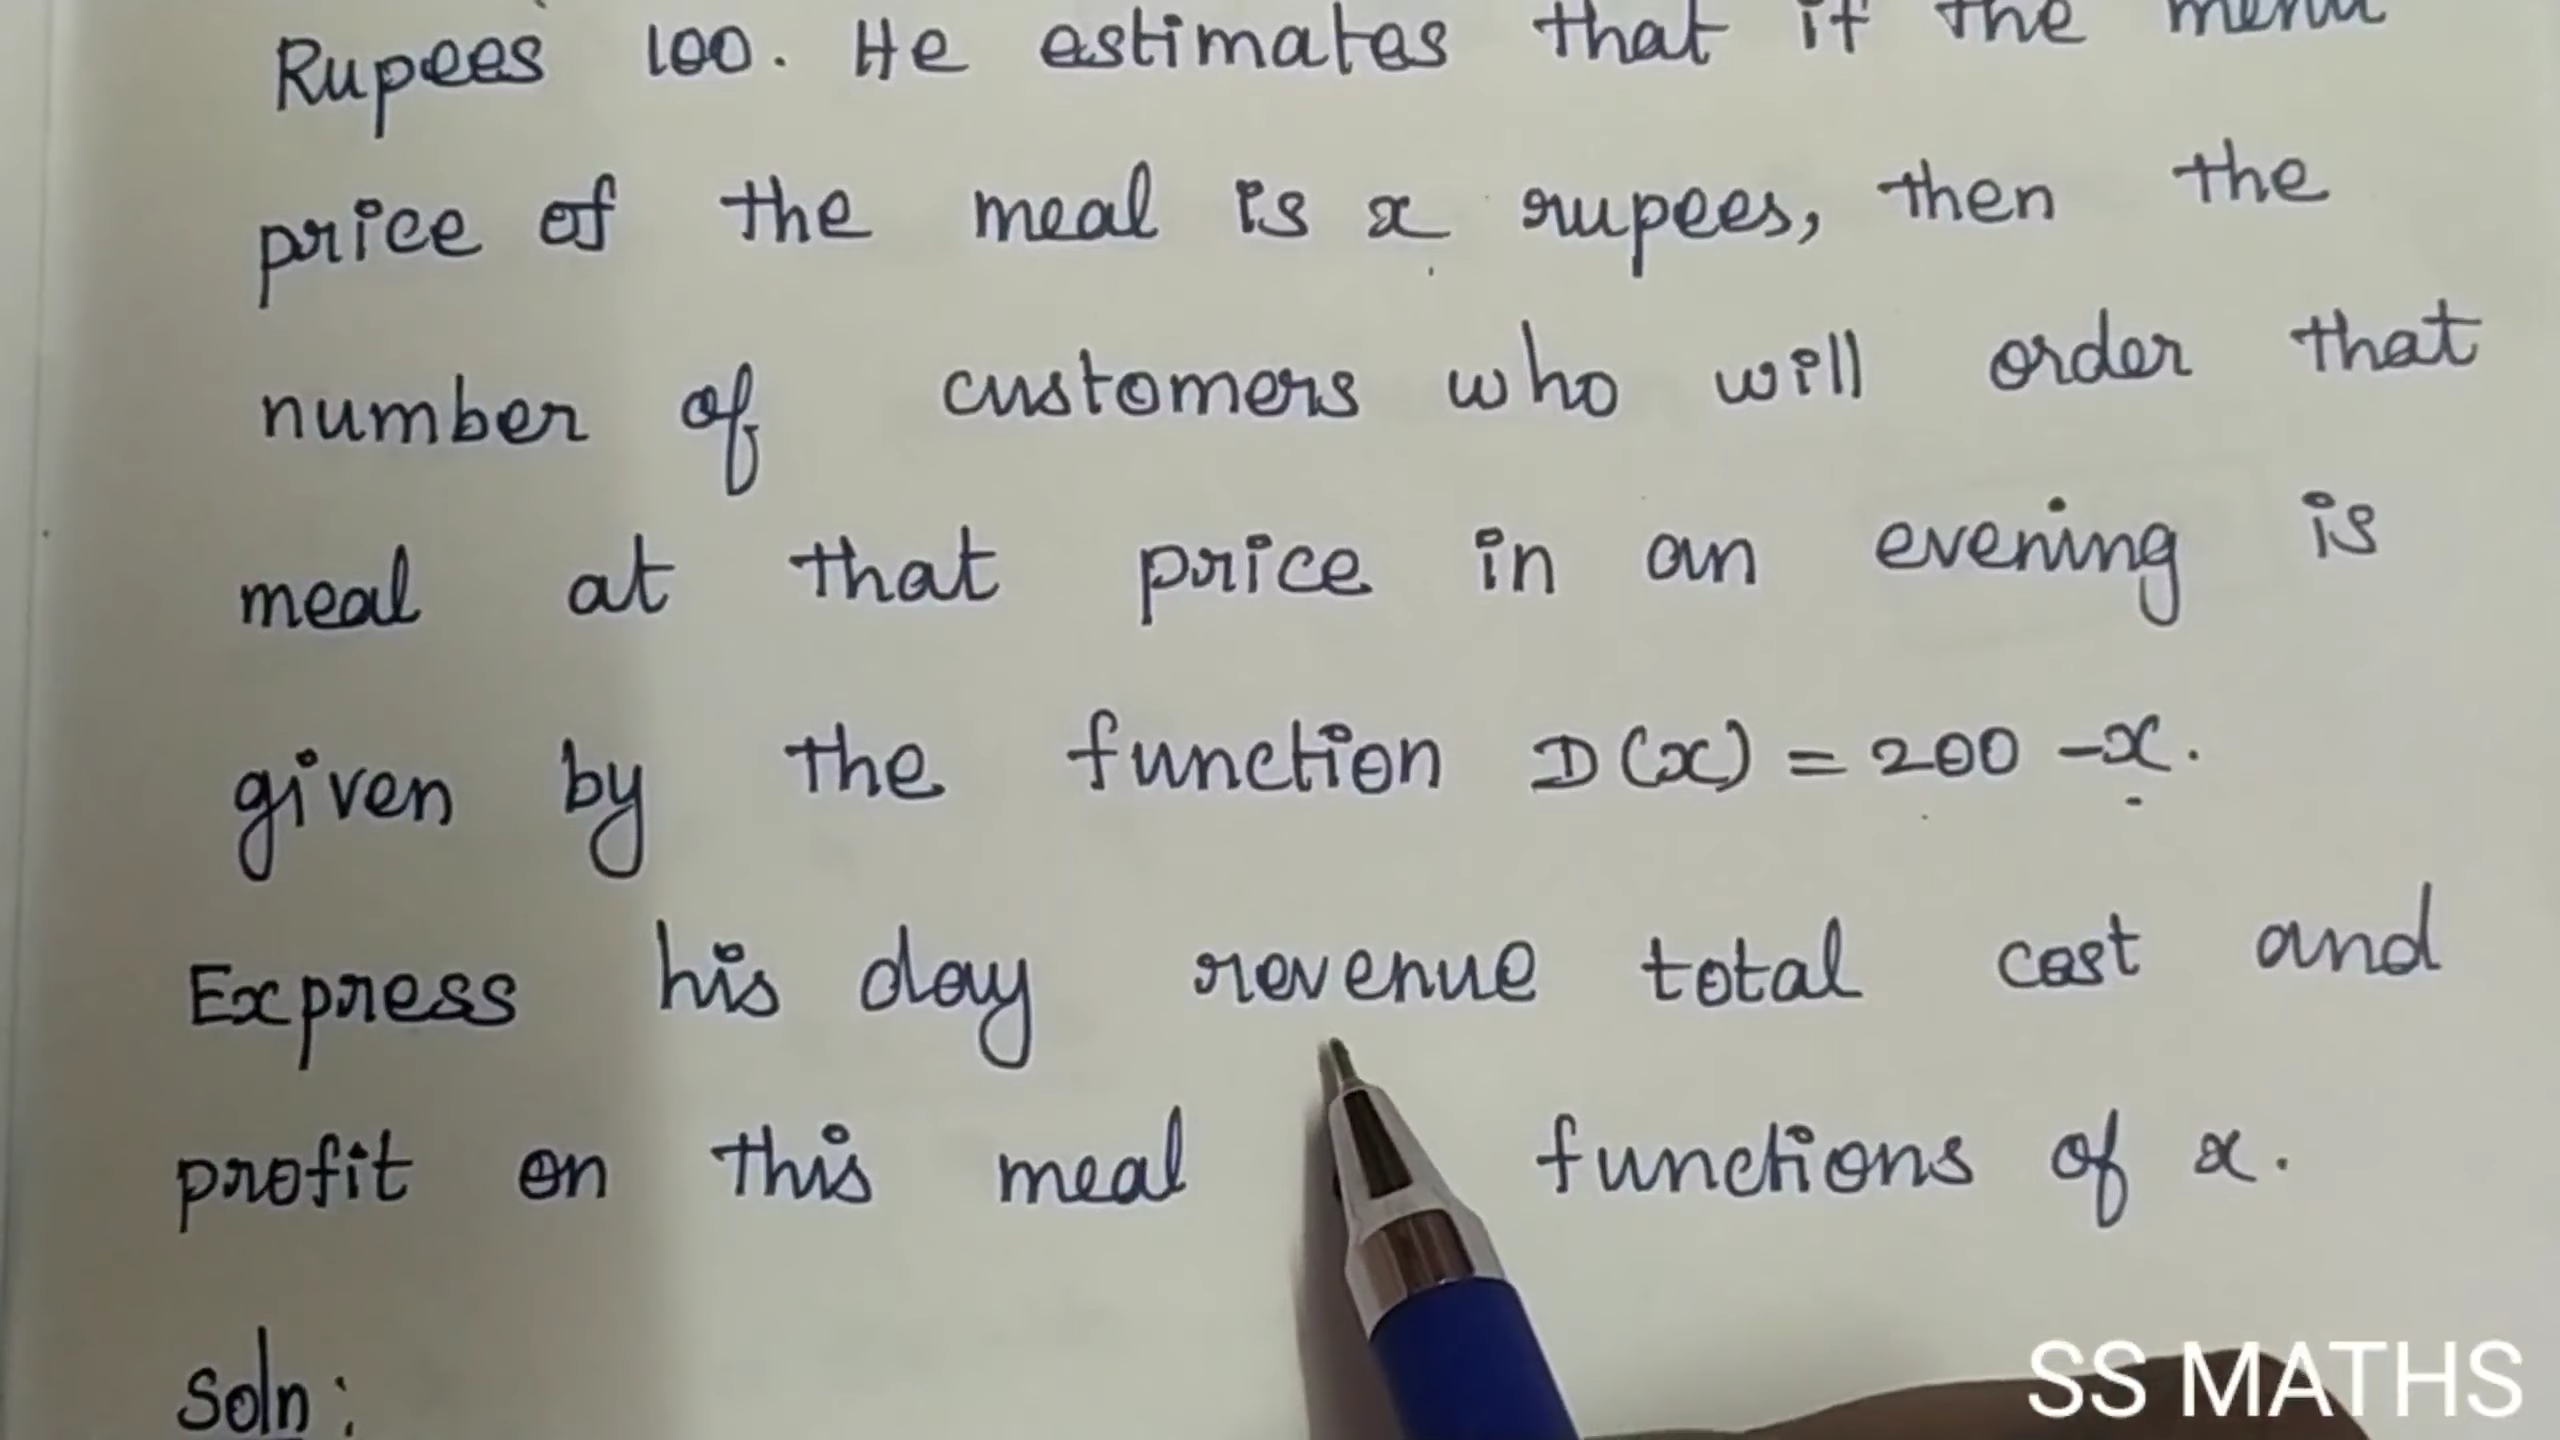 Rupees 100. He estimates that if the menu
price of the meal is x rupees, then the
number of customers who will order that
meal at that price in an evening is
given by the function D(x) = 200 - x.
Express his day revenue total cost and
profit on this meal functions of x.
Soln:
SS MATHS